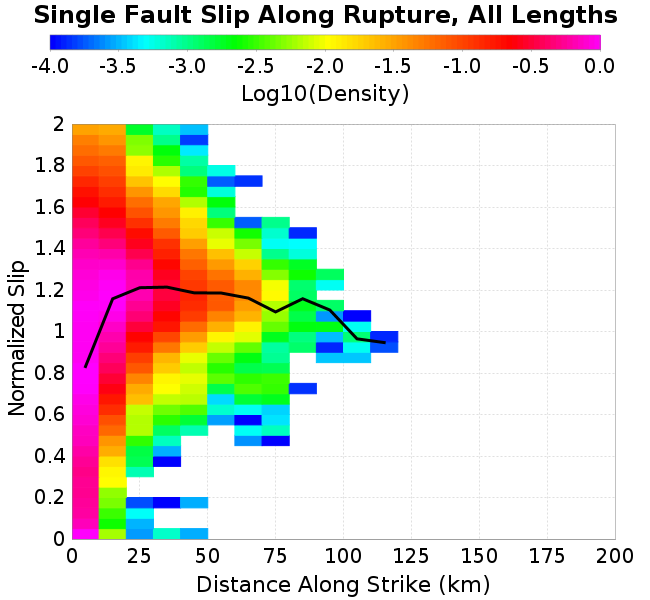 Single Fault Slip Along Rupture, All Lengths
-4.0 -3.5 -3.0 -2.5 -2.0 -1.5 -1.0 -0.5 0.0
Log10(Density)
2
1.8
1.6
1.4
1.2
1
0.8
0.6
0.4
0.2
0
Normalized Slip
0 25 50 75 100 125 150 175 200
Distance Along Strike (km)